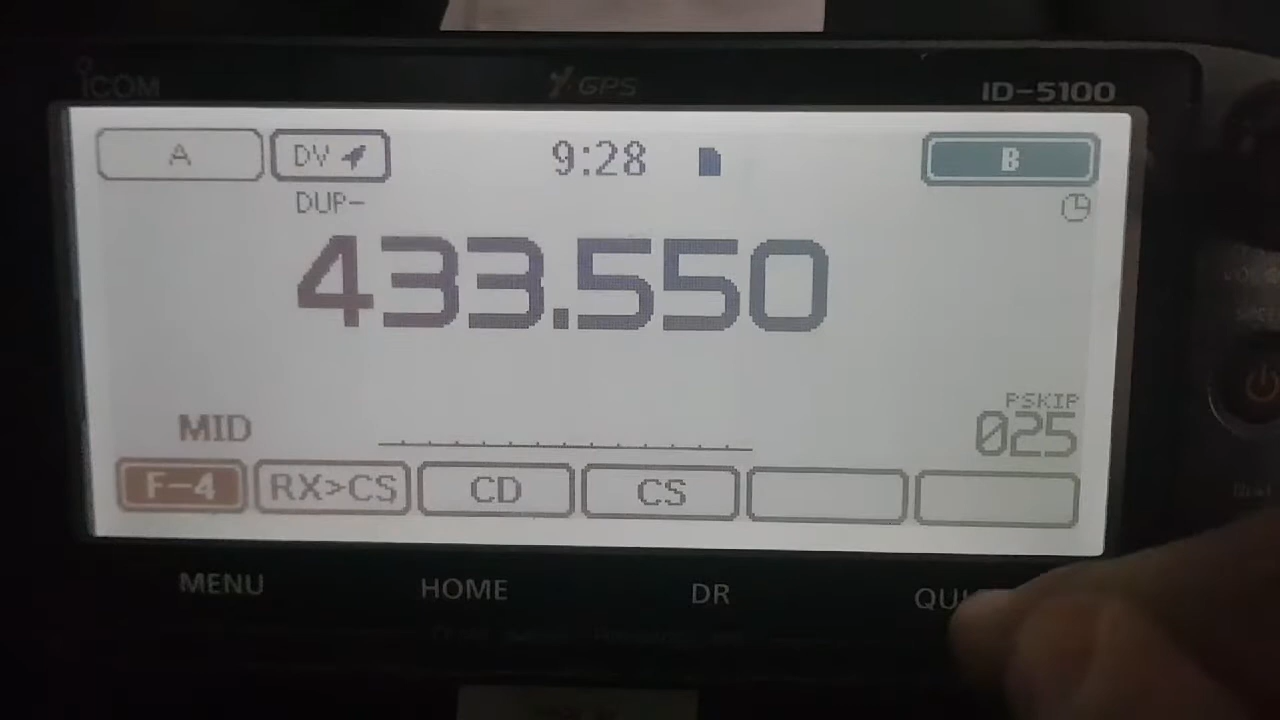 iCOM GPS ID-5100
A DV 9:28 B
DUP-
433.550
PSKIP
MID 025
F-4 RX>CS CD CS
MENU HOME DR